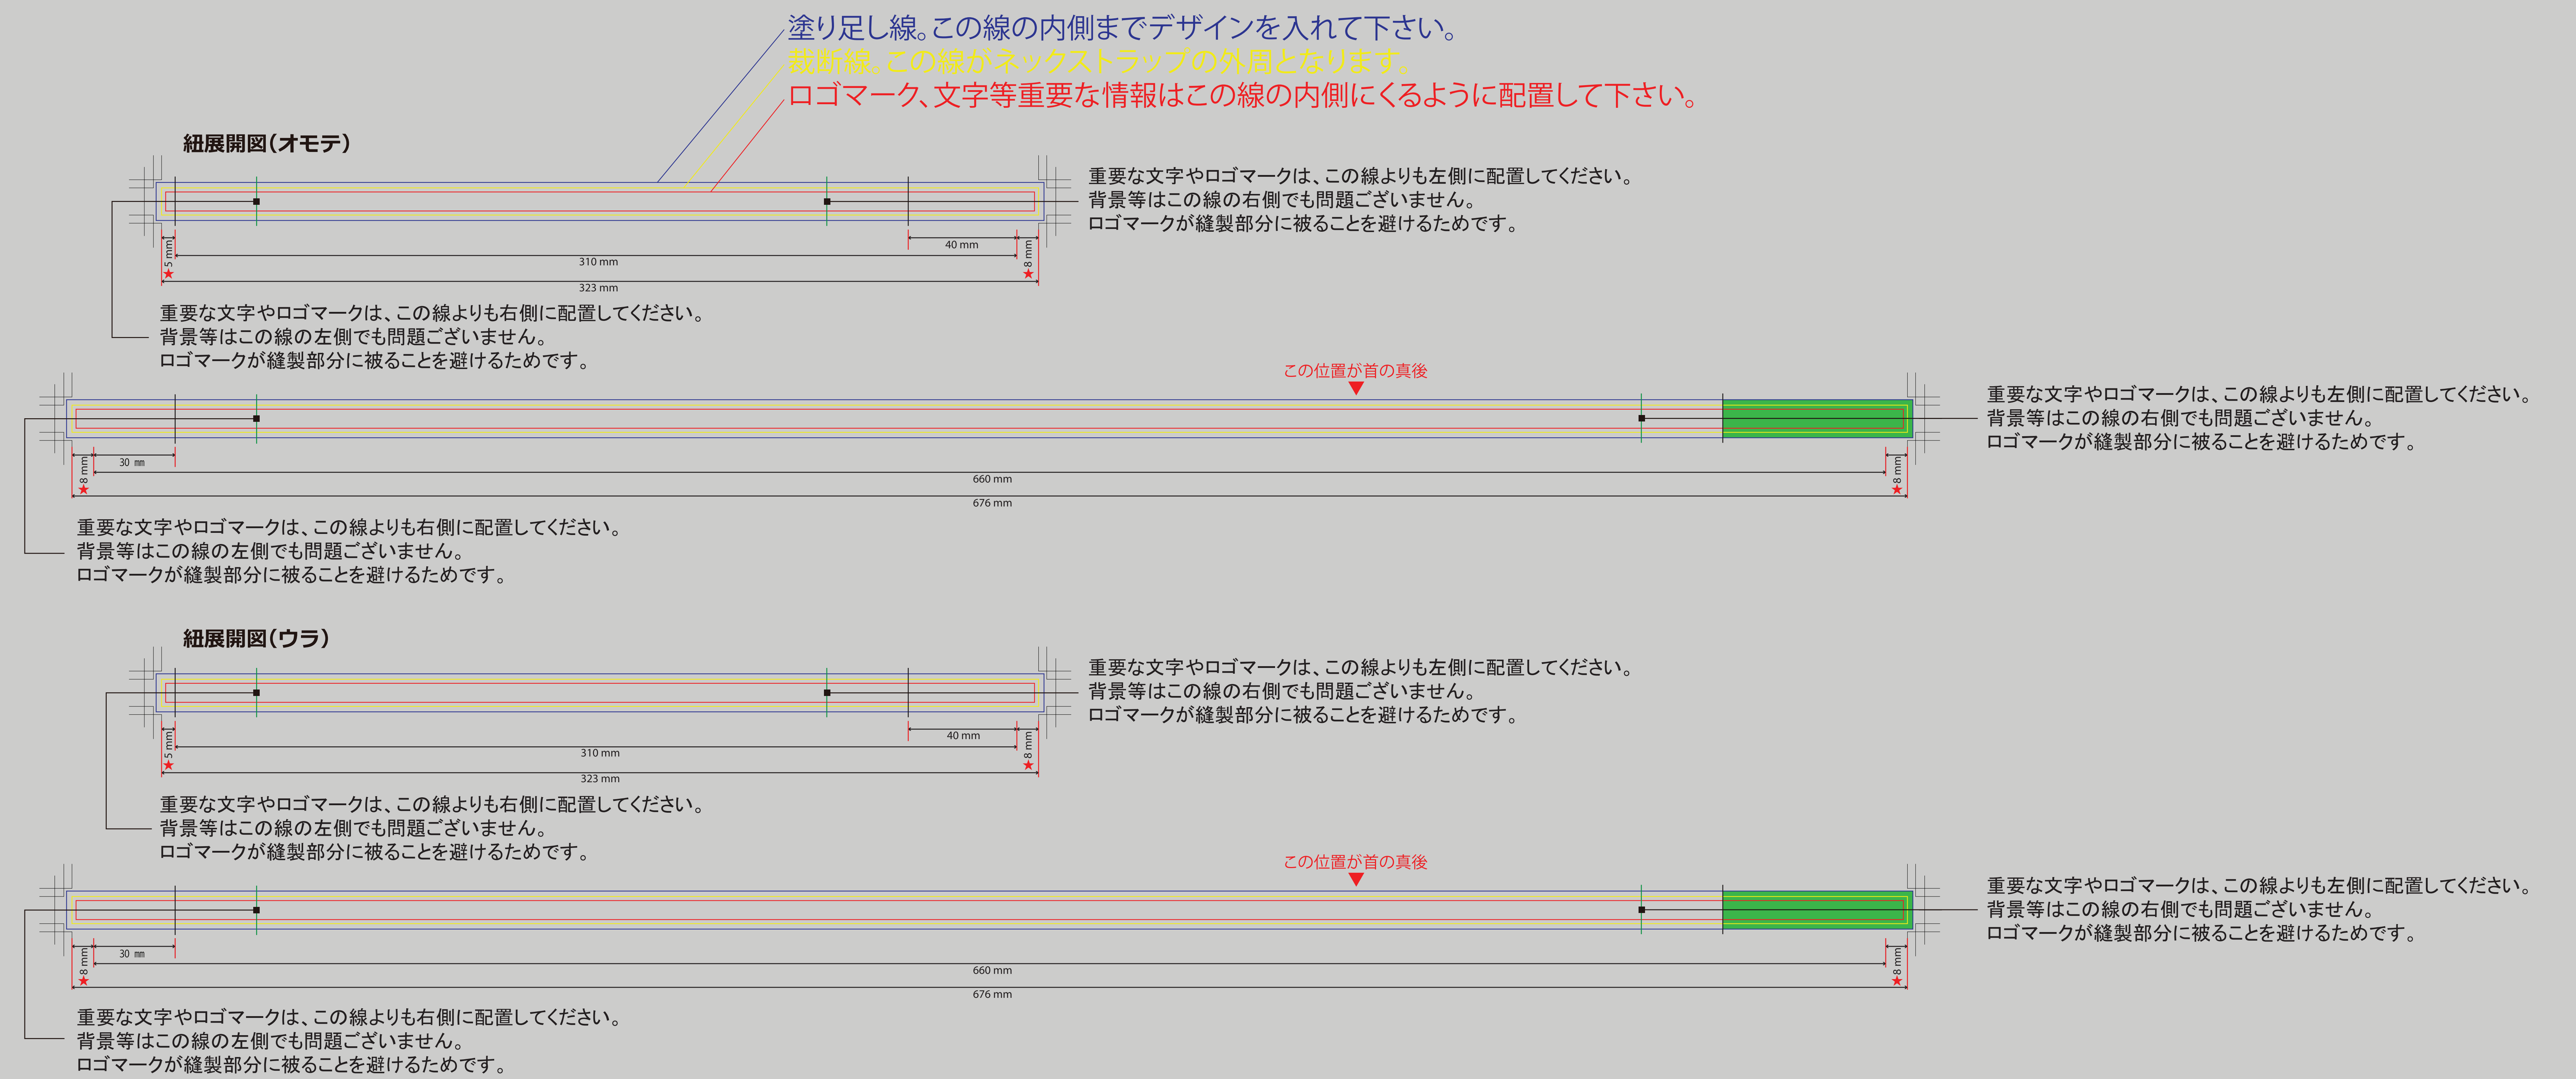 塗り足し線。この線の内側までデザインを入れて下さい。
裁断線。この線がネックストラップの外周となります。
ロゴマーク、文字等重要な情報はこの線の内側にくるように配置して下さい。
紐展開図(オモテ)
重要な文字やロゴマークは、この線よりも左側に配置してください。
背景等はこの線の右側でも問題ございません。
ロゴマークが縫製部分に被ることを避けるためです。
★5 mm
40 mm
★8 mm
310 mm
323 mm
重要な文字やロゴマークは、この線よりも右側に配置してください。
背景等はこの線の左側でも問題ございません。
ロゴマークが縫製部分に被ることを避けるためです。
この位置が首の真後
▼
重要な文字やロゴマークは、この線よりも左側に配置してください。
背景等はこの線の右側でも問題ございません。
ロゴマークが縫製部分に被ることを避けるためです。
★8 mm
30 mm
★8 mm
660 mm
676 mm
重要な文字やロゴマークは、この線よりも右側に配置してください。
背景等はこの線の左側でも問題ございません。
ロゴマークが縫製部分に被ることを避けるためです。
紐展開図(ウラ)
重要な文字やロゴマークは、この線よりも左側に配置してください。
背景等はこの線の右側でも問題ございません。
ロゴマークが縫製部分に被ることを避けるためです。
★5 mm
40 mm
★8 mm
310 mm
323 mm
重要な文字やロゴマークは、この線よりも右側に配置してください。
背景等はこの線の左側でも問題ございません。
ロゴマークが縫製部分に被ることを避けるためです。
この位置が首の真後
▼
重要な文字やロゴマークは、この線よりも左側に配置してください。
背景等はこの線の右側でも問題ございません。
ロゴマークが縫製部分に被ることを避けるためです。
★8 mm
30 mm
★8 mm
660 mm
676 mm
重要な文字やロゴマークは、この線よりも右側に配置してください。
背景等はこの線の左側でも問題ございません。
ロゴマークが縫製部分に被ることを避けるためです。